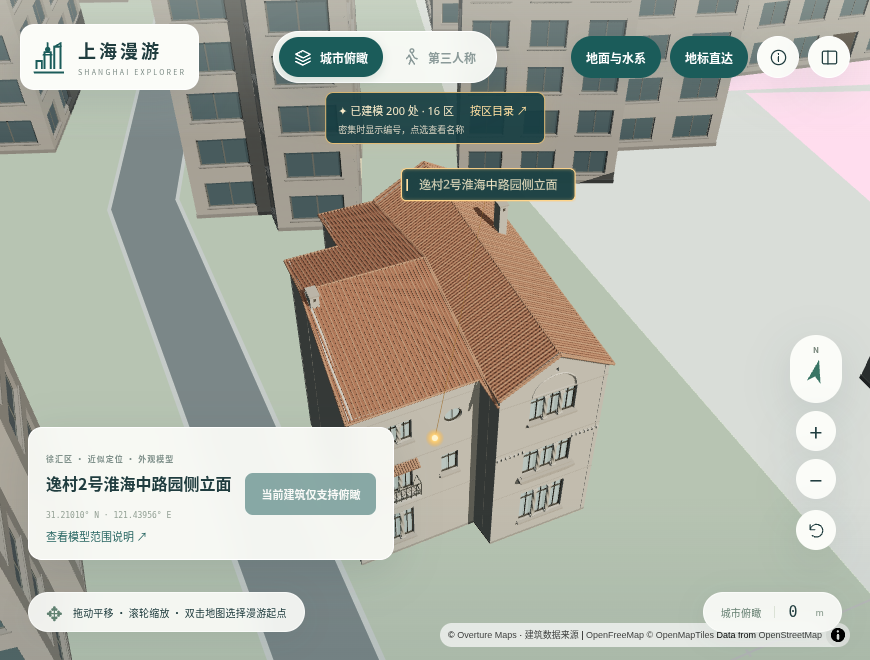 上海漫游
SHANGHAI EXPLORER
城市俯瞰
第三人称
地面与水系
地标直达
✦ 已建模 200 处 · 16 区 按区目录 ↗
密集时显示编号，点选查看名称
逸村2号淮海中路园侧立面
N
徐汇区 · 近似定位 · 外观模型
逸村2号淮海中路园侧立面
当前建筑仅支持俯瞰
31.21010° N · 121.43956° E
查看模型范围说明 ↗
拖动平移 · 滚轮缩放 · 双击地图选择漫游起点
城市俯瞰 0 m
© Overture Maps · 建筑数据来源 | OpenFreeMap © OpenMapTiles Data from OpenStreetMap